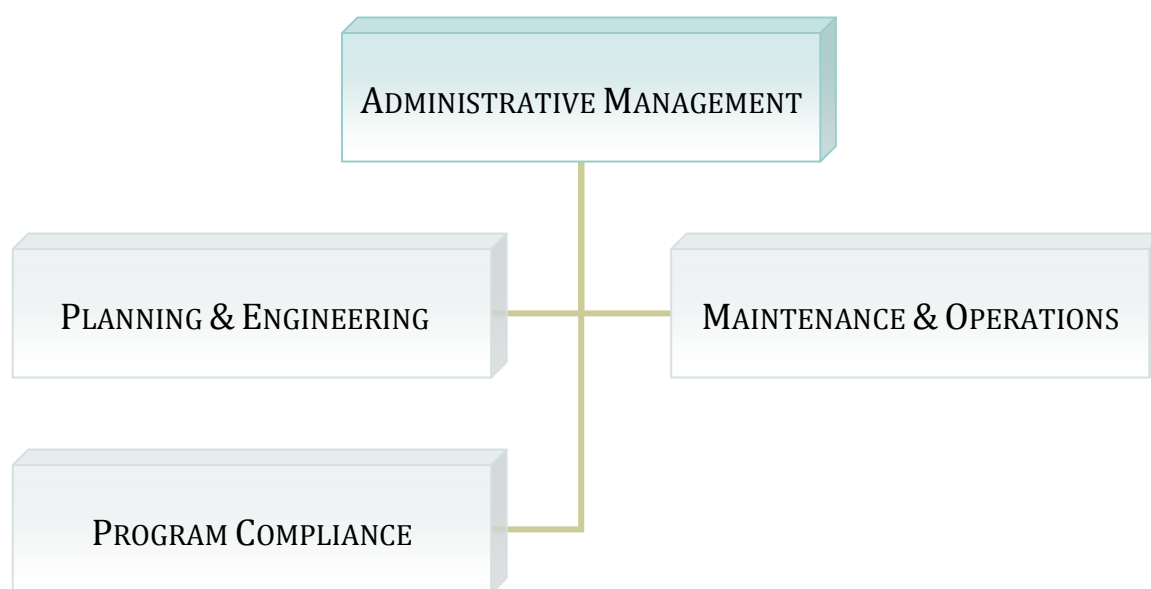 ADMINISTRATIVE MANAGEMENT
PLANNING & ENGINEERING
MAINTENANCE & OPERATIONS
PROGRAM COMPLIANCE